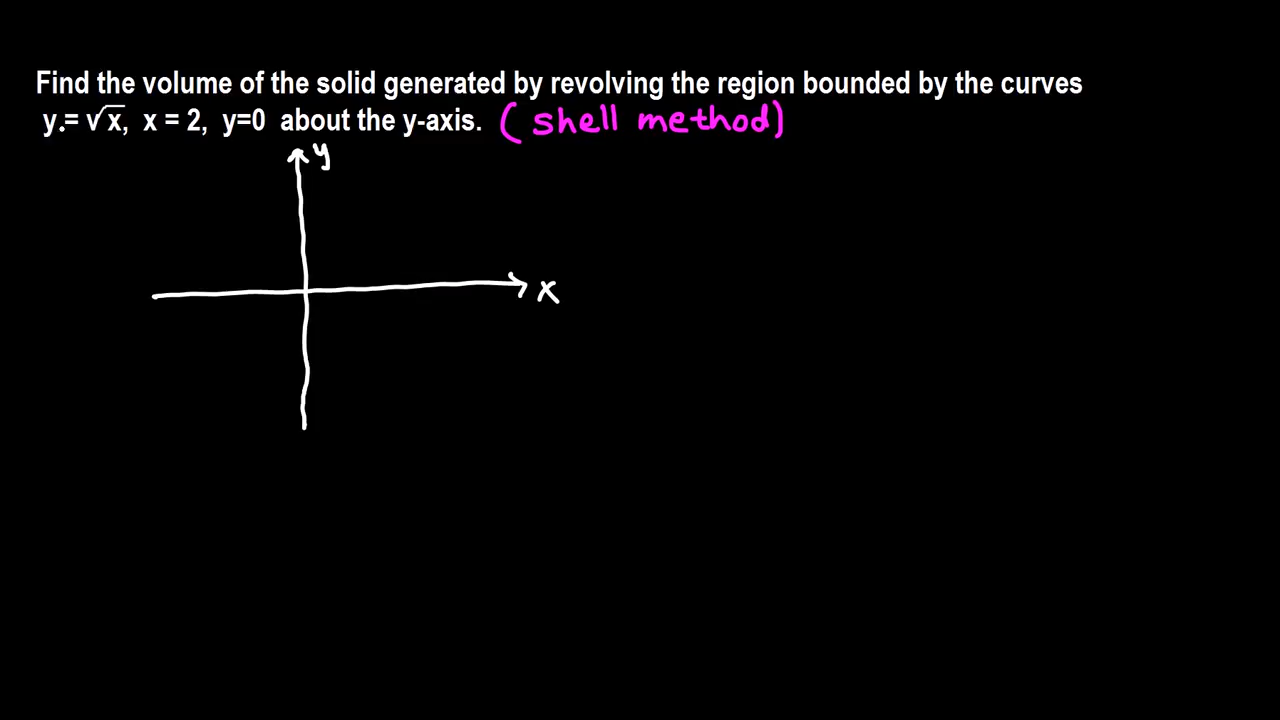 Find the volume of the solid generated by revolving the region bounded by the curves
y = √x, x = 2, y=0 about the y-axis. (shell method)
y
x